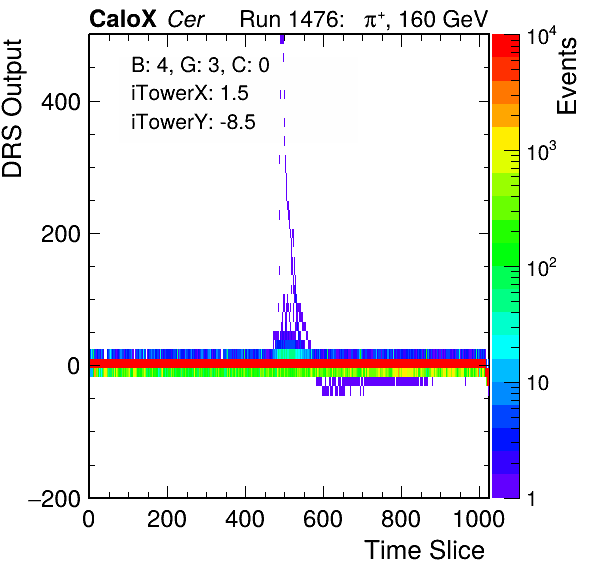 CaloX Cer Run 1476: π⁺, 160 GeV
B: 4, G: 3, C: 0
iTowerX: 1.5
iTowerY: -8.5
DRS Output
400
200
0
−200
0 200 400 600 800 1000
Time Slice
10⁴
10³
10²
10
1
Events